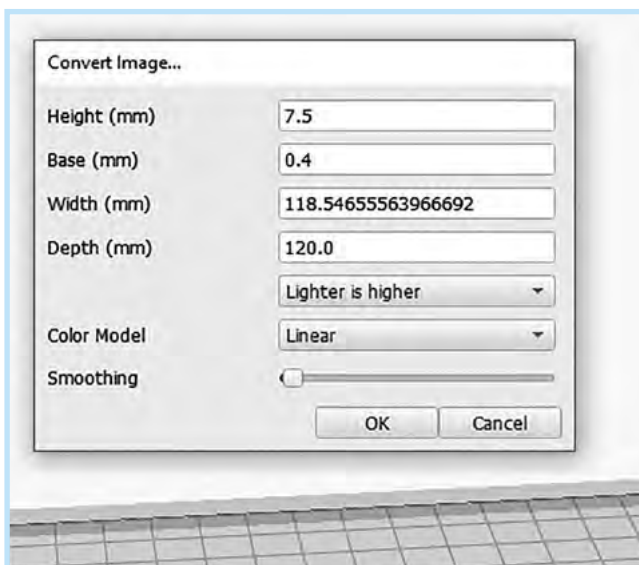 Convert Image...
Height (mm) 7.5
Base (mm) 0.4
Width (mm) 118.54655563966692
Depth (mm) 120.0
Lighter is higher
Color Model Linear
Smoothing
OK Cancel